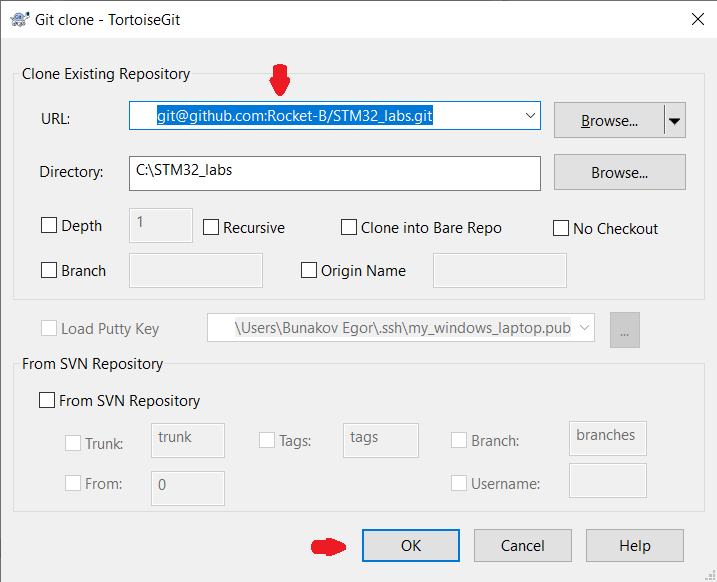 Git clone - TortoiseGit
Clone Existing Repository
URL: git@github.com:Rocket-B/STM32_labs.git Browse...
Directory: C:\STM32_labs Browse...
Depth 1 Recursive Clone into Bare Repo No Checkout
Branch Origin Name
Load Putty Key \Users\Bunakov Egor\.ssh\my_windows_laptop.pub ...
From SVN Repository
From SVN Repository
Trunk: trunk Tags: tags Branch: branches
From: 0 Username:
OK Cancel Help